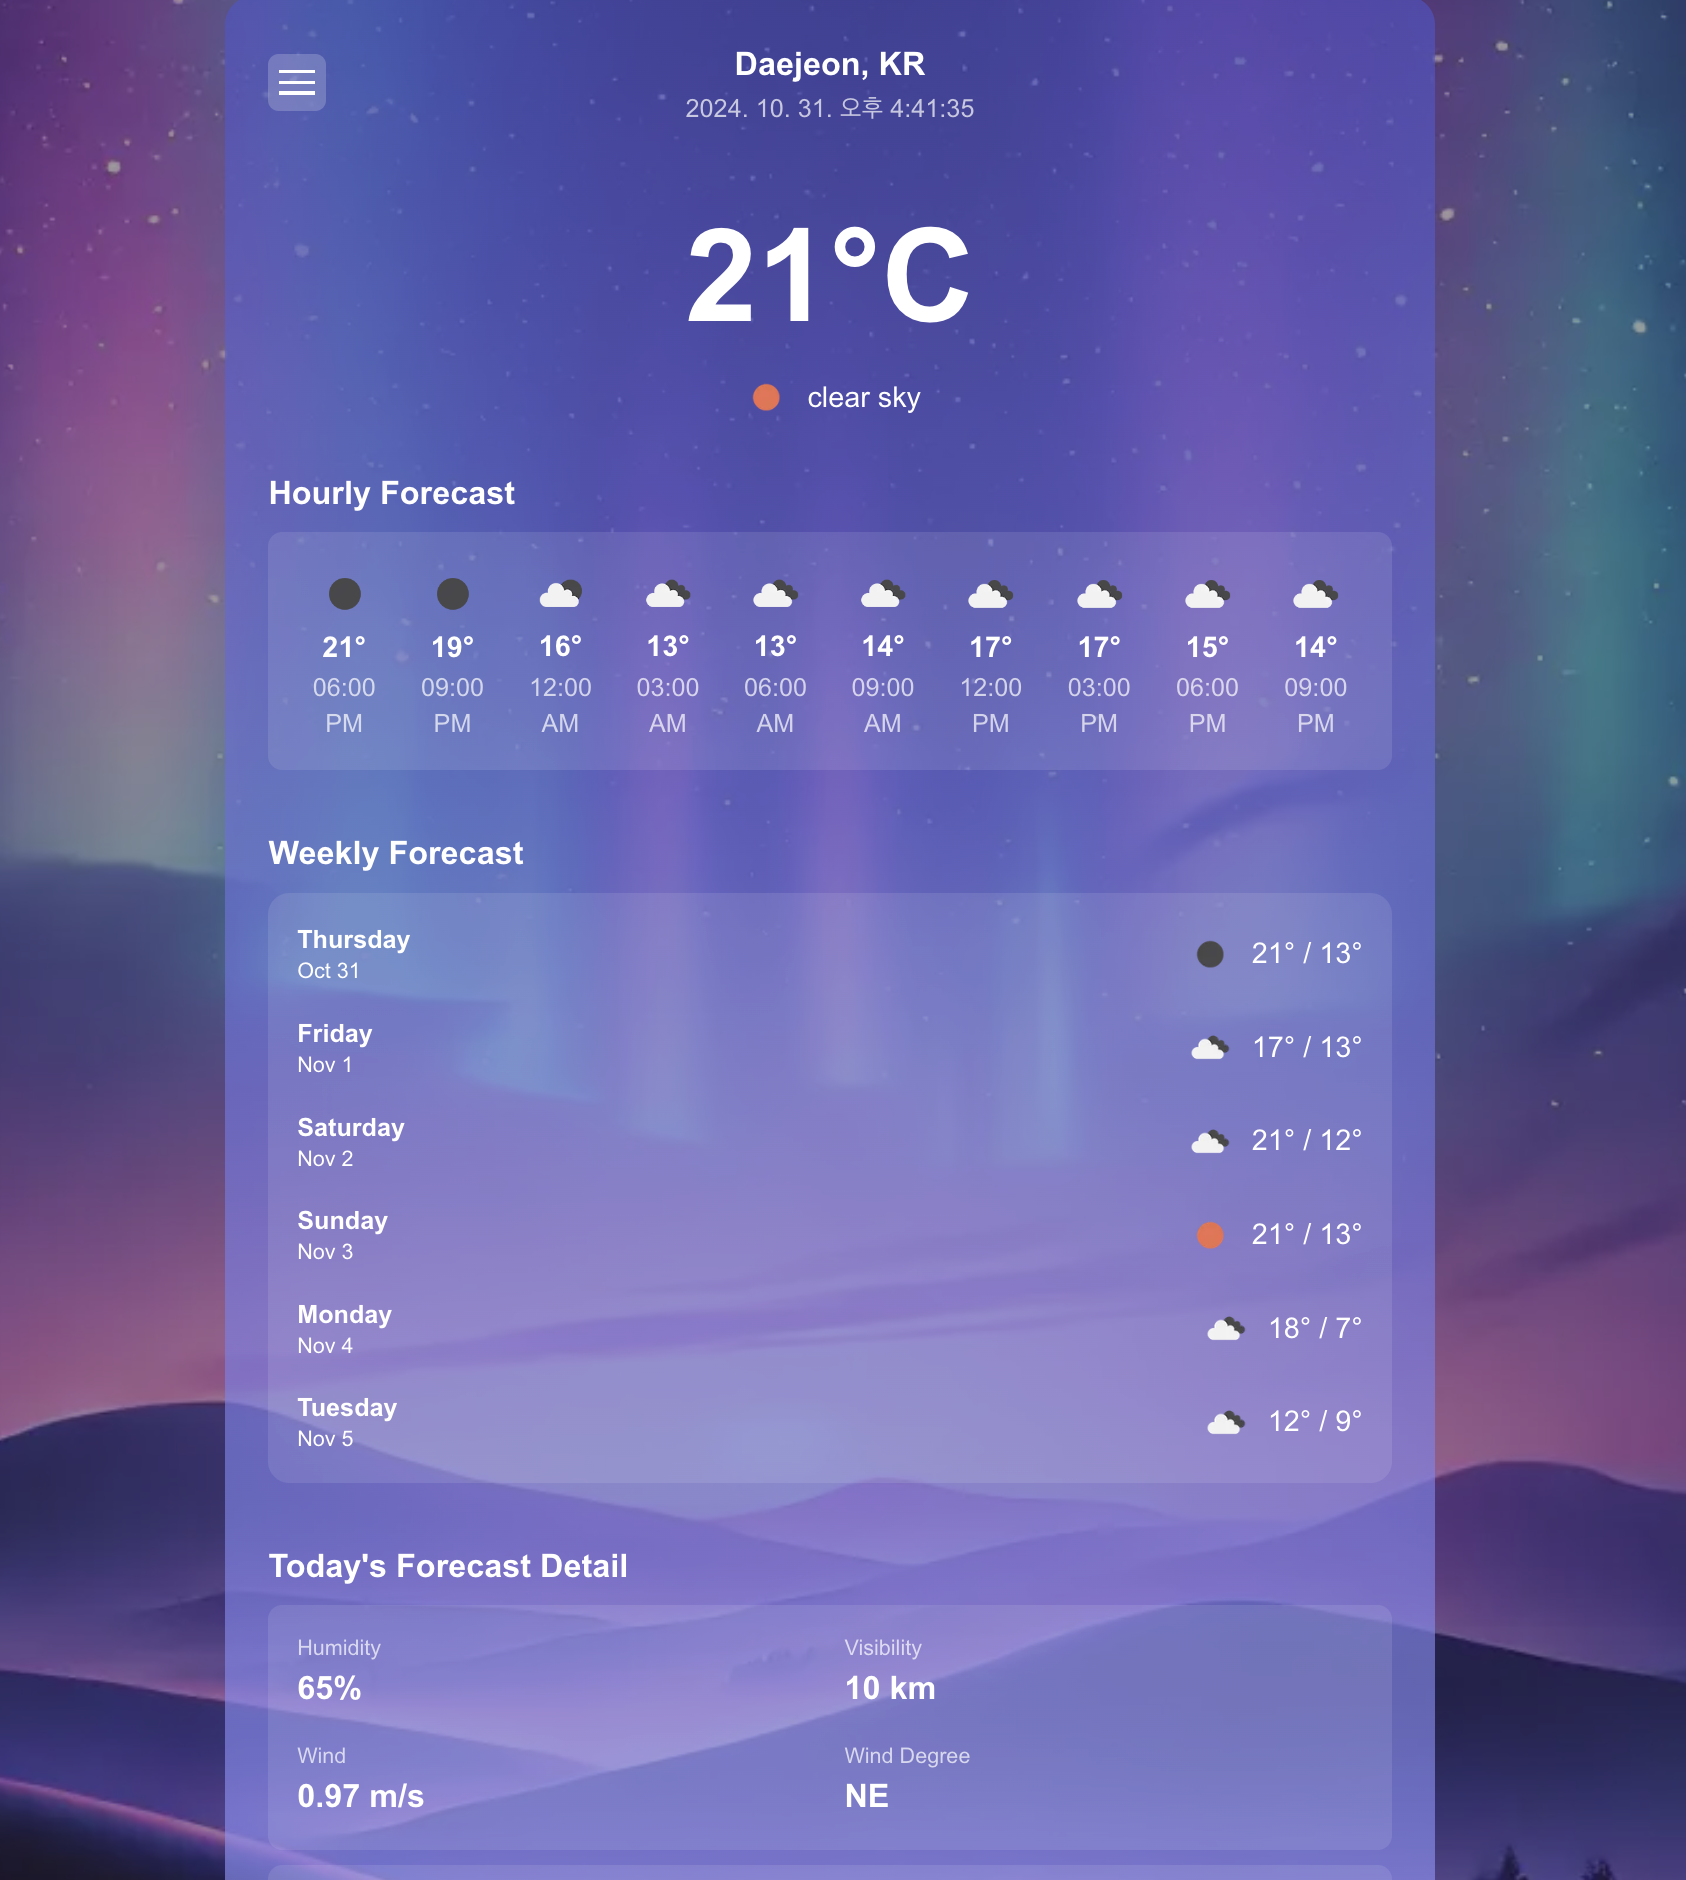 Daejeon, KR
2024. 10. 31. 오후 4:41:35
21°C
clear sky
Hourly Forecast
21° 19° 16° 13° 13° 14° 17° 17° 15° 14°
06:00 09:00 12:00 03:00 06:00 09:00 12:00 03:00 06:00 09:00
PM PM AM AM AM AM PM PM PM PM
Weekly Forecast
Thursday
Oct 31
21° / 13°
Friday
Nov 1
17° / 13°
Saturday
Nov 2
21° / 12°
Sunday
Nov 3
21° / 13°
Monday
Nov 4
18° / 7°
Tuesday
Nov 5
12° / 9°
Today's Forecast Detail
Humidity
65%
Visibility
10 km
Wind
0.97 m/s
Wind Degree
NE